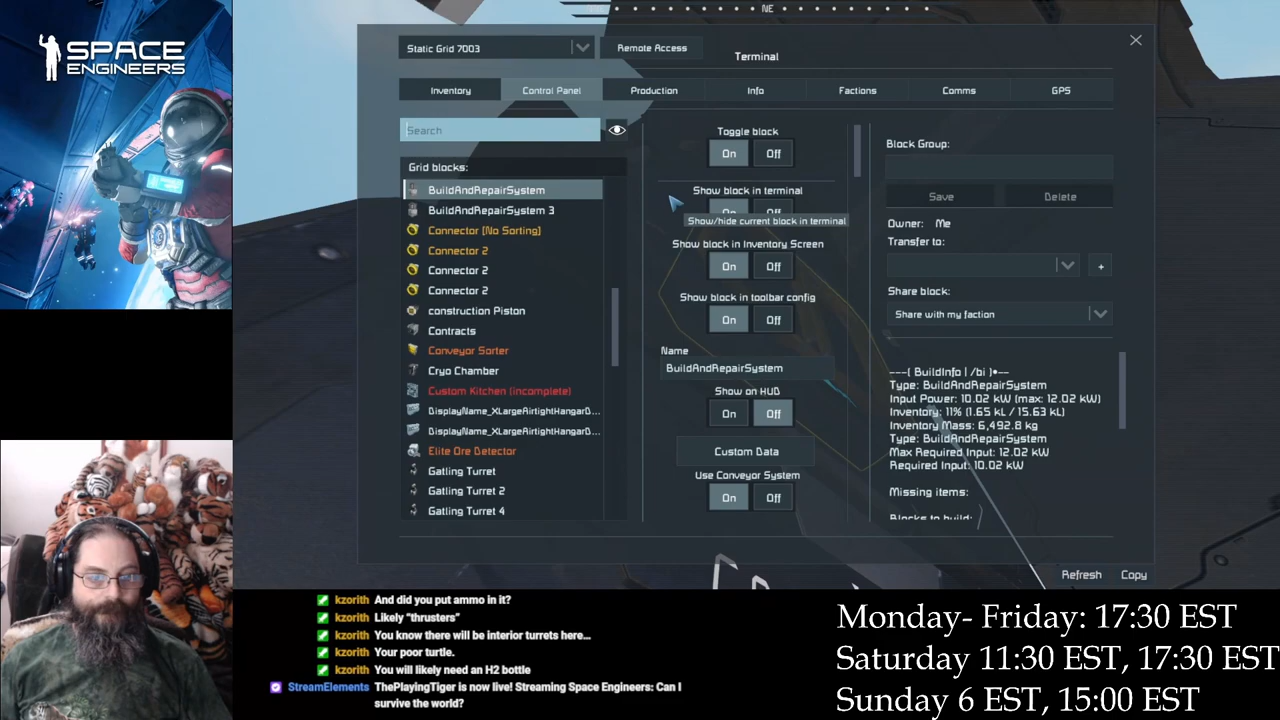 SPACE
ENGINEERS
NE
Static Grid 7003
Remote Access
Terminal
Inventory
Control Panel
Production
Info
Factions
Comms
GPS
Search
Grid blocks:
BuildAndRepairSystem
BuildAndRepairSystem 3
Connector [No Sorting]
Connector 2
Connector 2
Connector 2
construction Piston
Contracts
Conveyor Sorter
Cryo Chamber
Custom Kitchen (incomplete)
DisplayName_XLargeAirtightHangarD...
DisplayName_XLargeAirtightHangarD...
Elite Ore Detector
Gatling Turret
Gatling Turret 2
Gatling Turret 4
Toggle block
On Off
Show block in terminal
On Off
Show/hide current block in terminal
Show block in Inventory Screen
On Off
Show block in toolbar config
On Off
Name
BuildAndRepairSystem
Show on HUD
On Off
Custom Data
Use Conveyor System
On Off
Block Group:
Save Delete
Owner: Me
Transfer to:
+
Share block:
Share with my faction
---( BuildInfo | /bi )•--
Type: BuildAndRepairSystem
Input Power: 10.02 kW (max: 12.02 kW)
Inventory: 11% (1.65 kL / 15.63 kL)
Inventory Mass: 6,492.8 kg
Type: BuildAndRepairSystem
Max Required Input: 12.02 kW
Required Input: 10.02 kW
Missing items:
Blocks to build:
Refresh Copy
kzorith And did you put ammo in it?
kzorith Likely "thrusters"
kzorith You know there will be interior turrets here...
kzorith Your poor turtle.
kzorith You will likely need an H2 bottle
StreamElements ThePlayingTiger is now live! Streaming Space Engineers: Can I
survive the world?
Monday- Friday: 17:30 EST
Saturday 11:30 EST, 17:30 EST
Sunday 6 EST, 15:00 EST